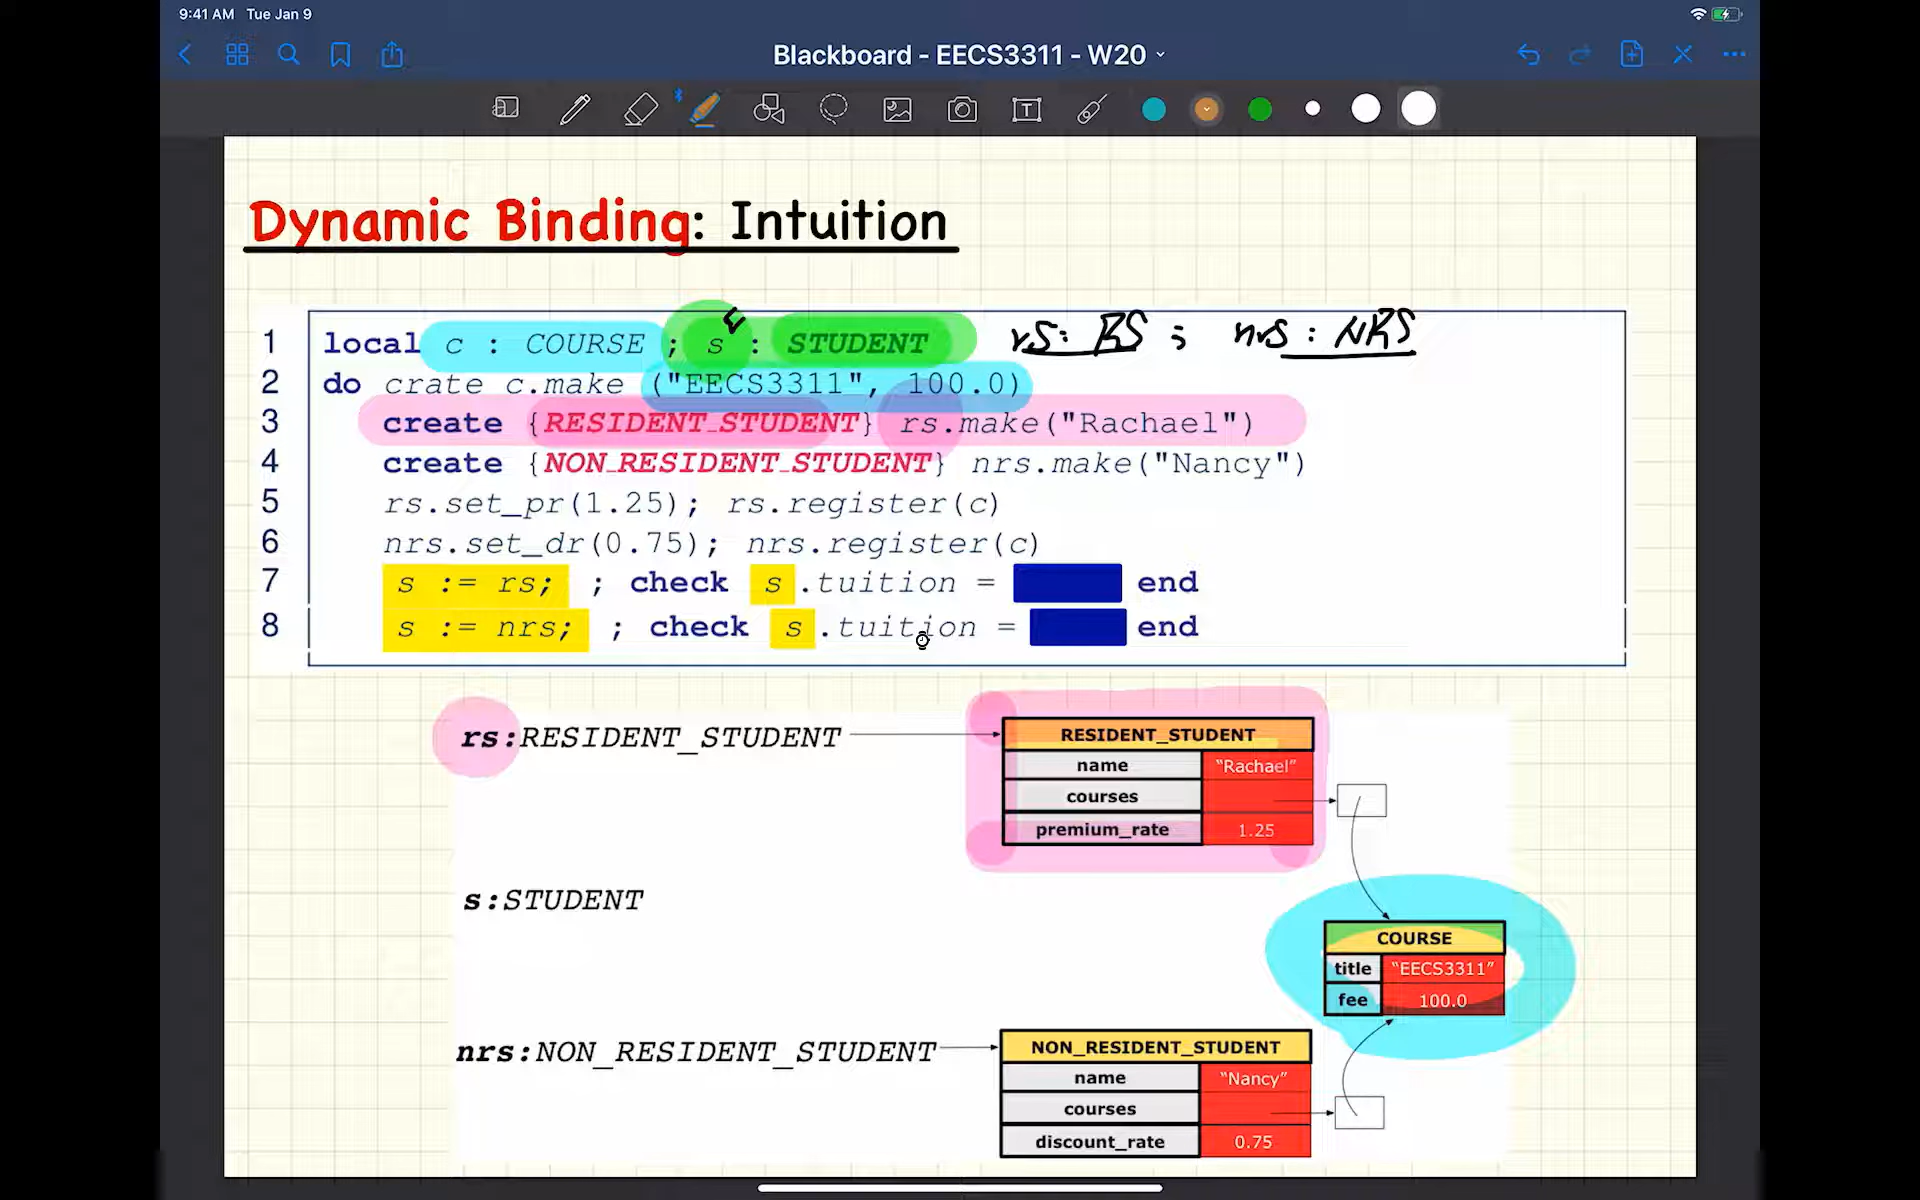 9:41 AM Tue Jan 9
Blackboard - EECS3311 - W20
Dynamic Binding: Intuition
1 local c : COURSE ; s : STUDENT rs: RS ; nrs : NRS
2 do crate c.make ("EECS3311", 100.0)
3 create {RESIDENT_STUDENT} rs.make("Rachael")
4 create {NON_RESIDENT_STUDENT} nrs.make("Nancy")
5 rs.set_pr(1.25); rs.register(c)
6 nrs.set_dr(0.75); nrs.register(c)
7 s := rs; ; check s .tuition = end
8 s := nrs; ; check s .tuition = end
rs:RESIDENT_STUDENT
RESIDENT_STUDENT
name "Rachael"
courses
premium_rate 1.25
s:STUDENT
COURSE
title "EECS3311"
fee 100.0
nrs:NON_RESIDENT_STUDENT
NON_RESIDENT_STUDENT
name "Nancy"
courses
discount_rate 0.75